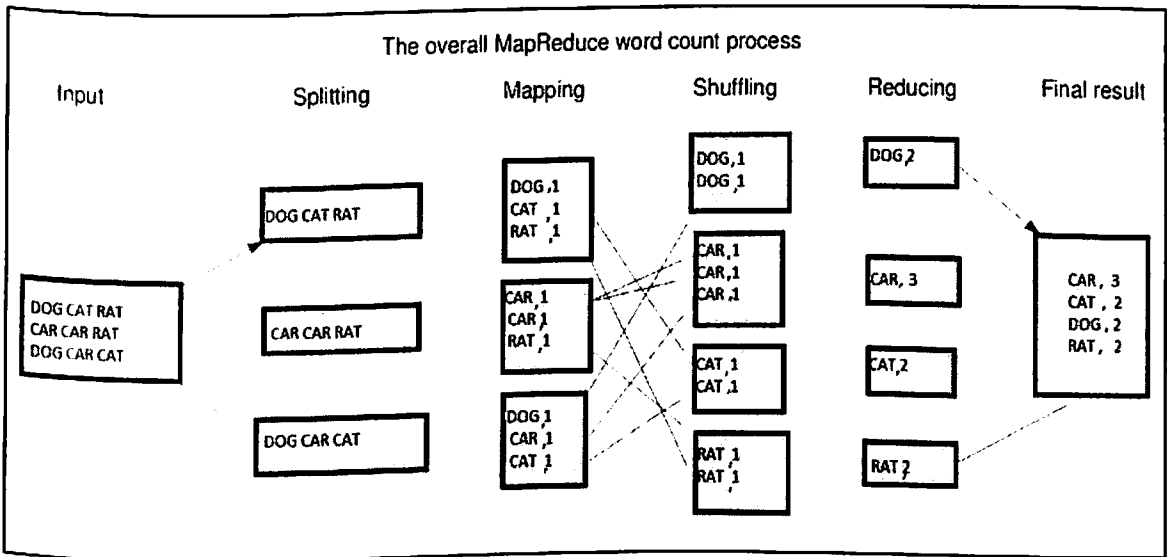 The overall MapReduce word count process
Input
Splitting
Mapping
Shuffling
Reducing
Final result
DOG CAT RAT
CAR CAR RAT
DOG CAR CAT
DOG CAT RAT
CAR CAR RAT
DOG CAR CAT
DOG ,1
CAT ,1
RAT ,1
CAR, 1
CAR,1
RAT ,1
DOG,1
CAR ,1
CAT ,1
DOG,1
DOG ,1
CAR,1
CAR,1
CAR ,1
CAT ,1
CAT ,1
RAT ,1
RAT ,1
DOG,2
CAR, 3
CAT,2
RAT,2
CAR, 3
CAT , 2
DOG, 2
RAT, 2